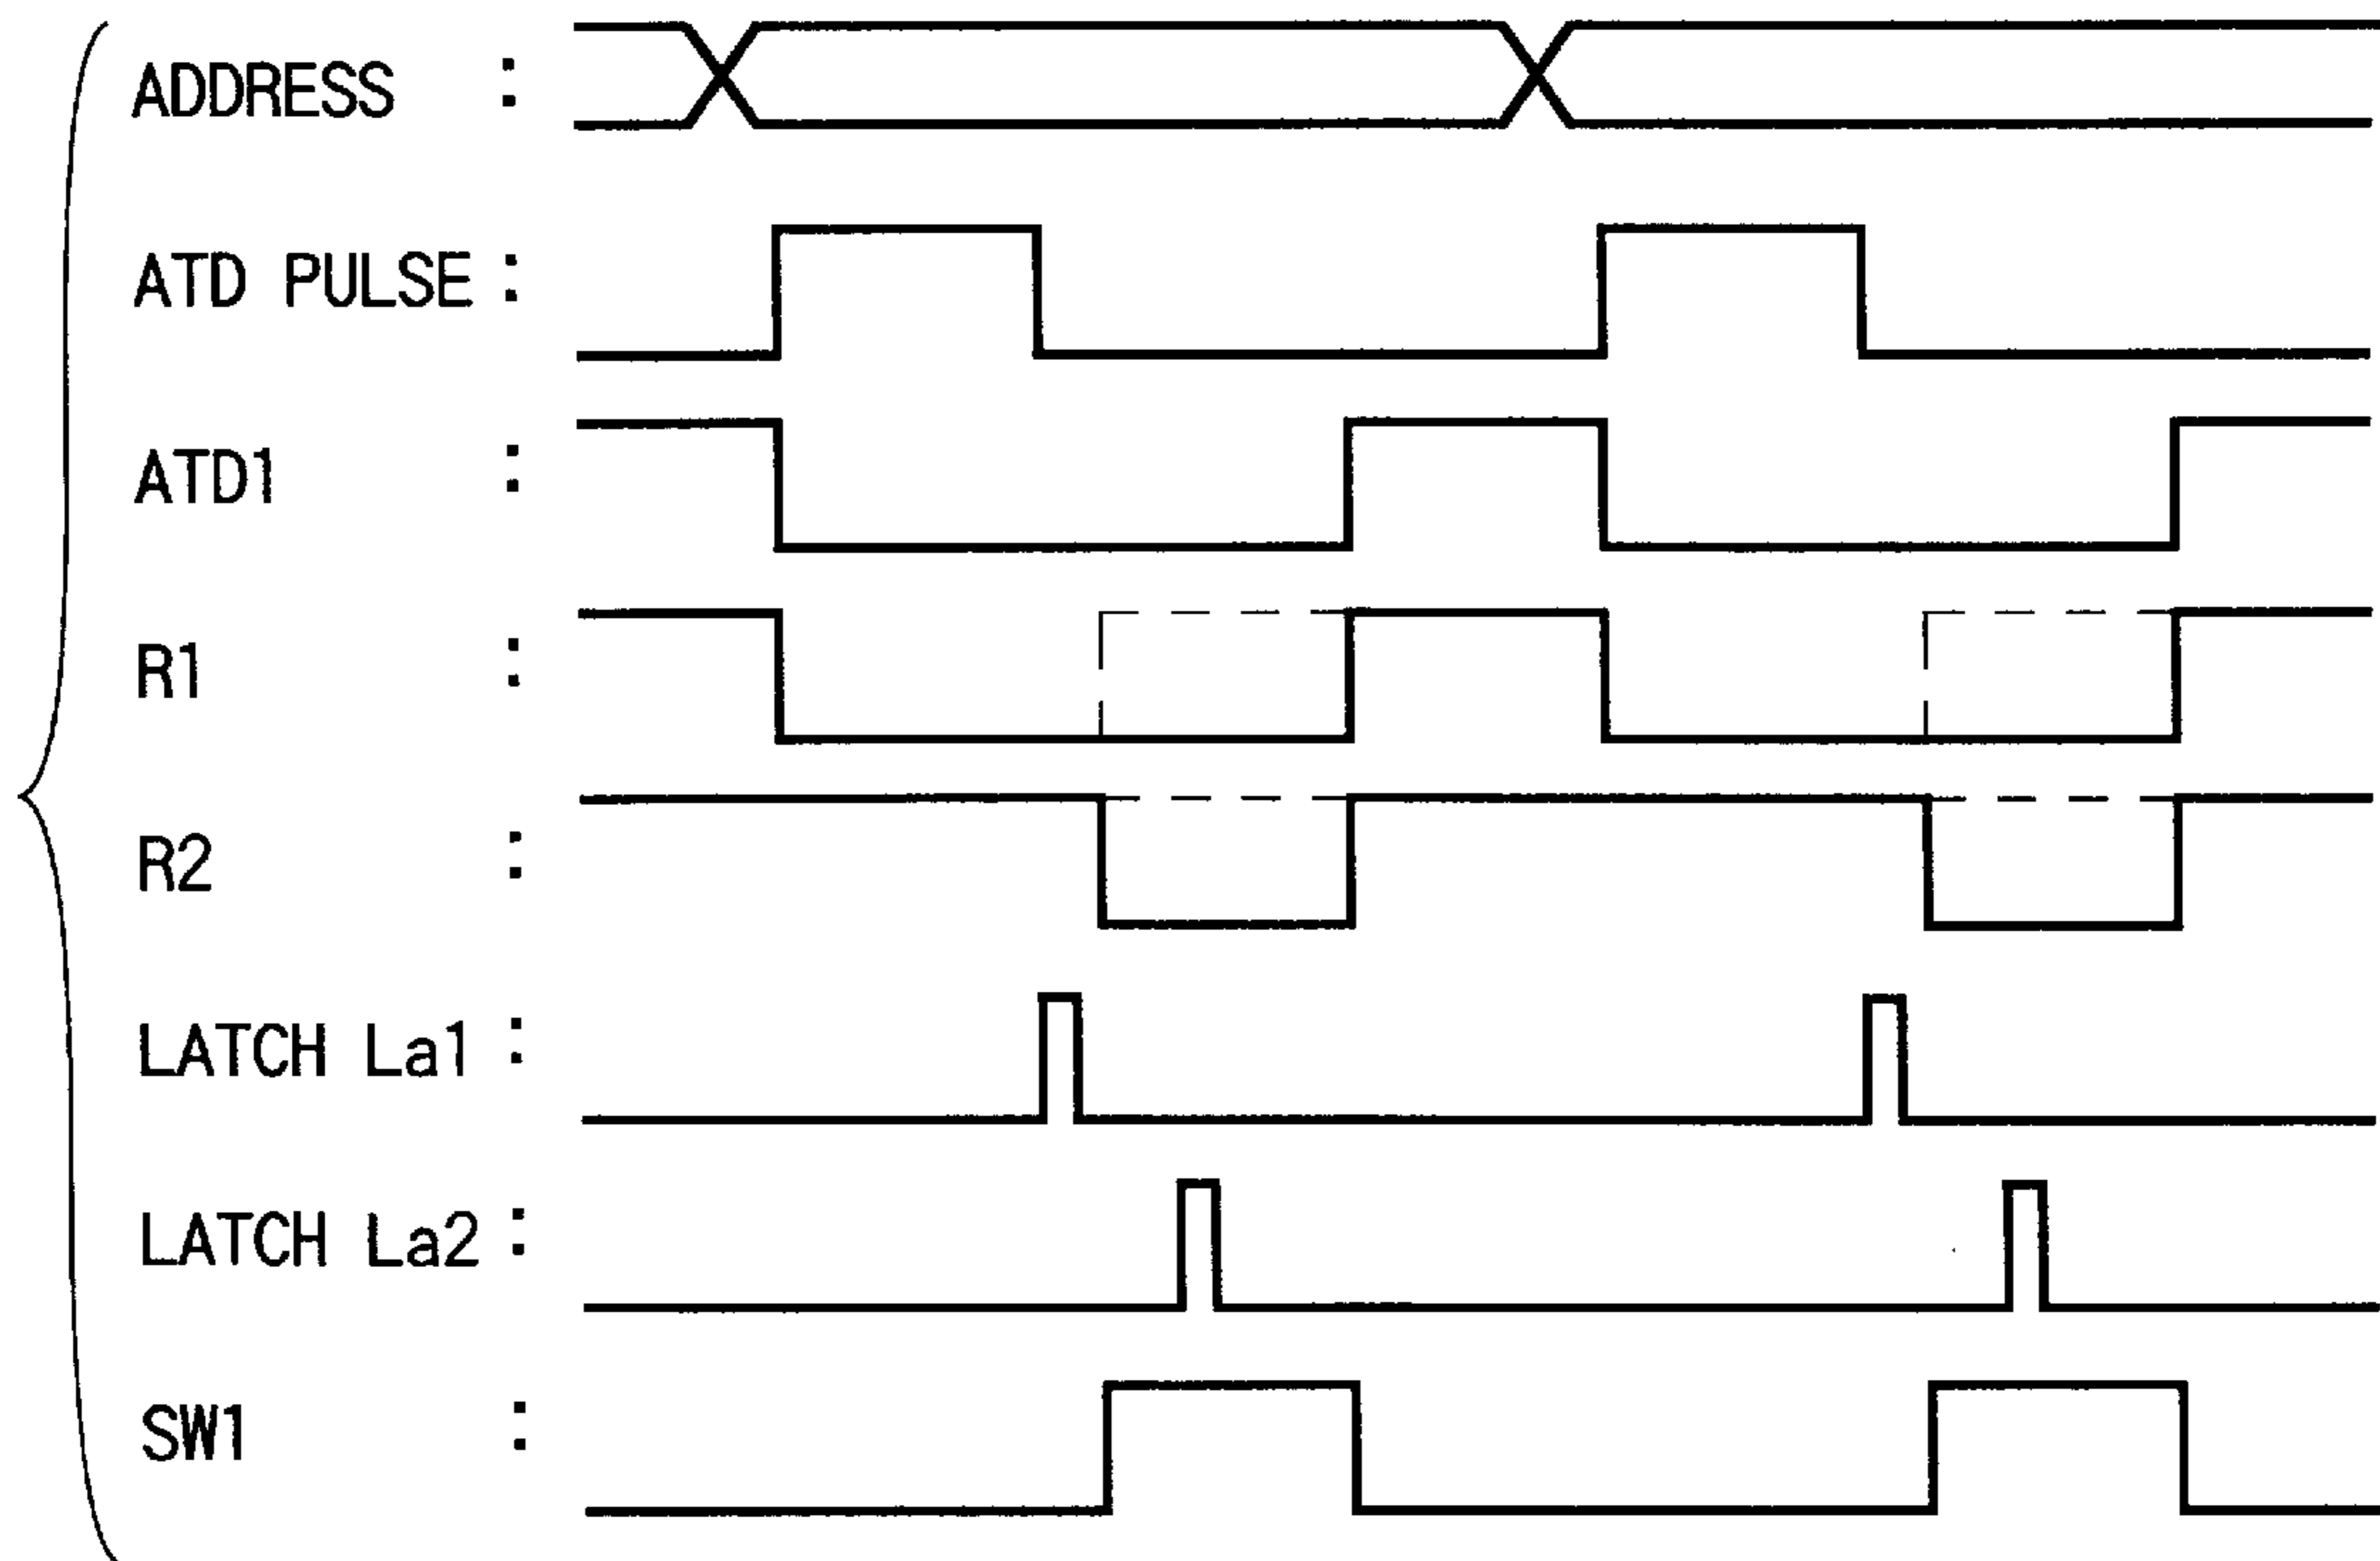 ADDRESS :
ATD PULSE :
ATD1 :
R1 :
R2 :
LATCH La1 :
LATCH La2 :
SW1 :